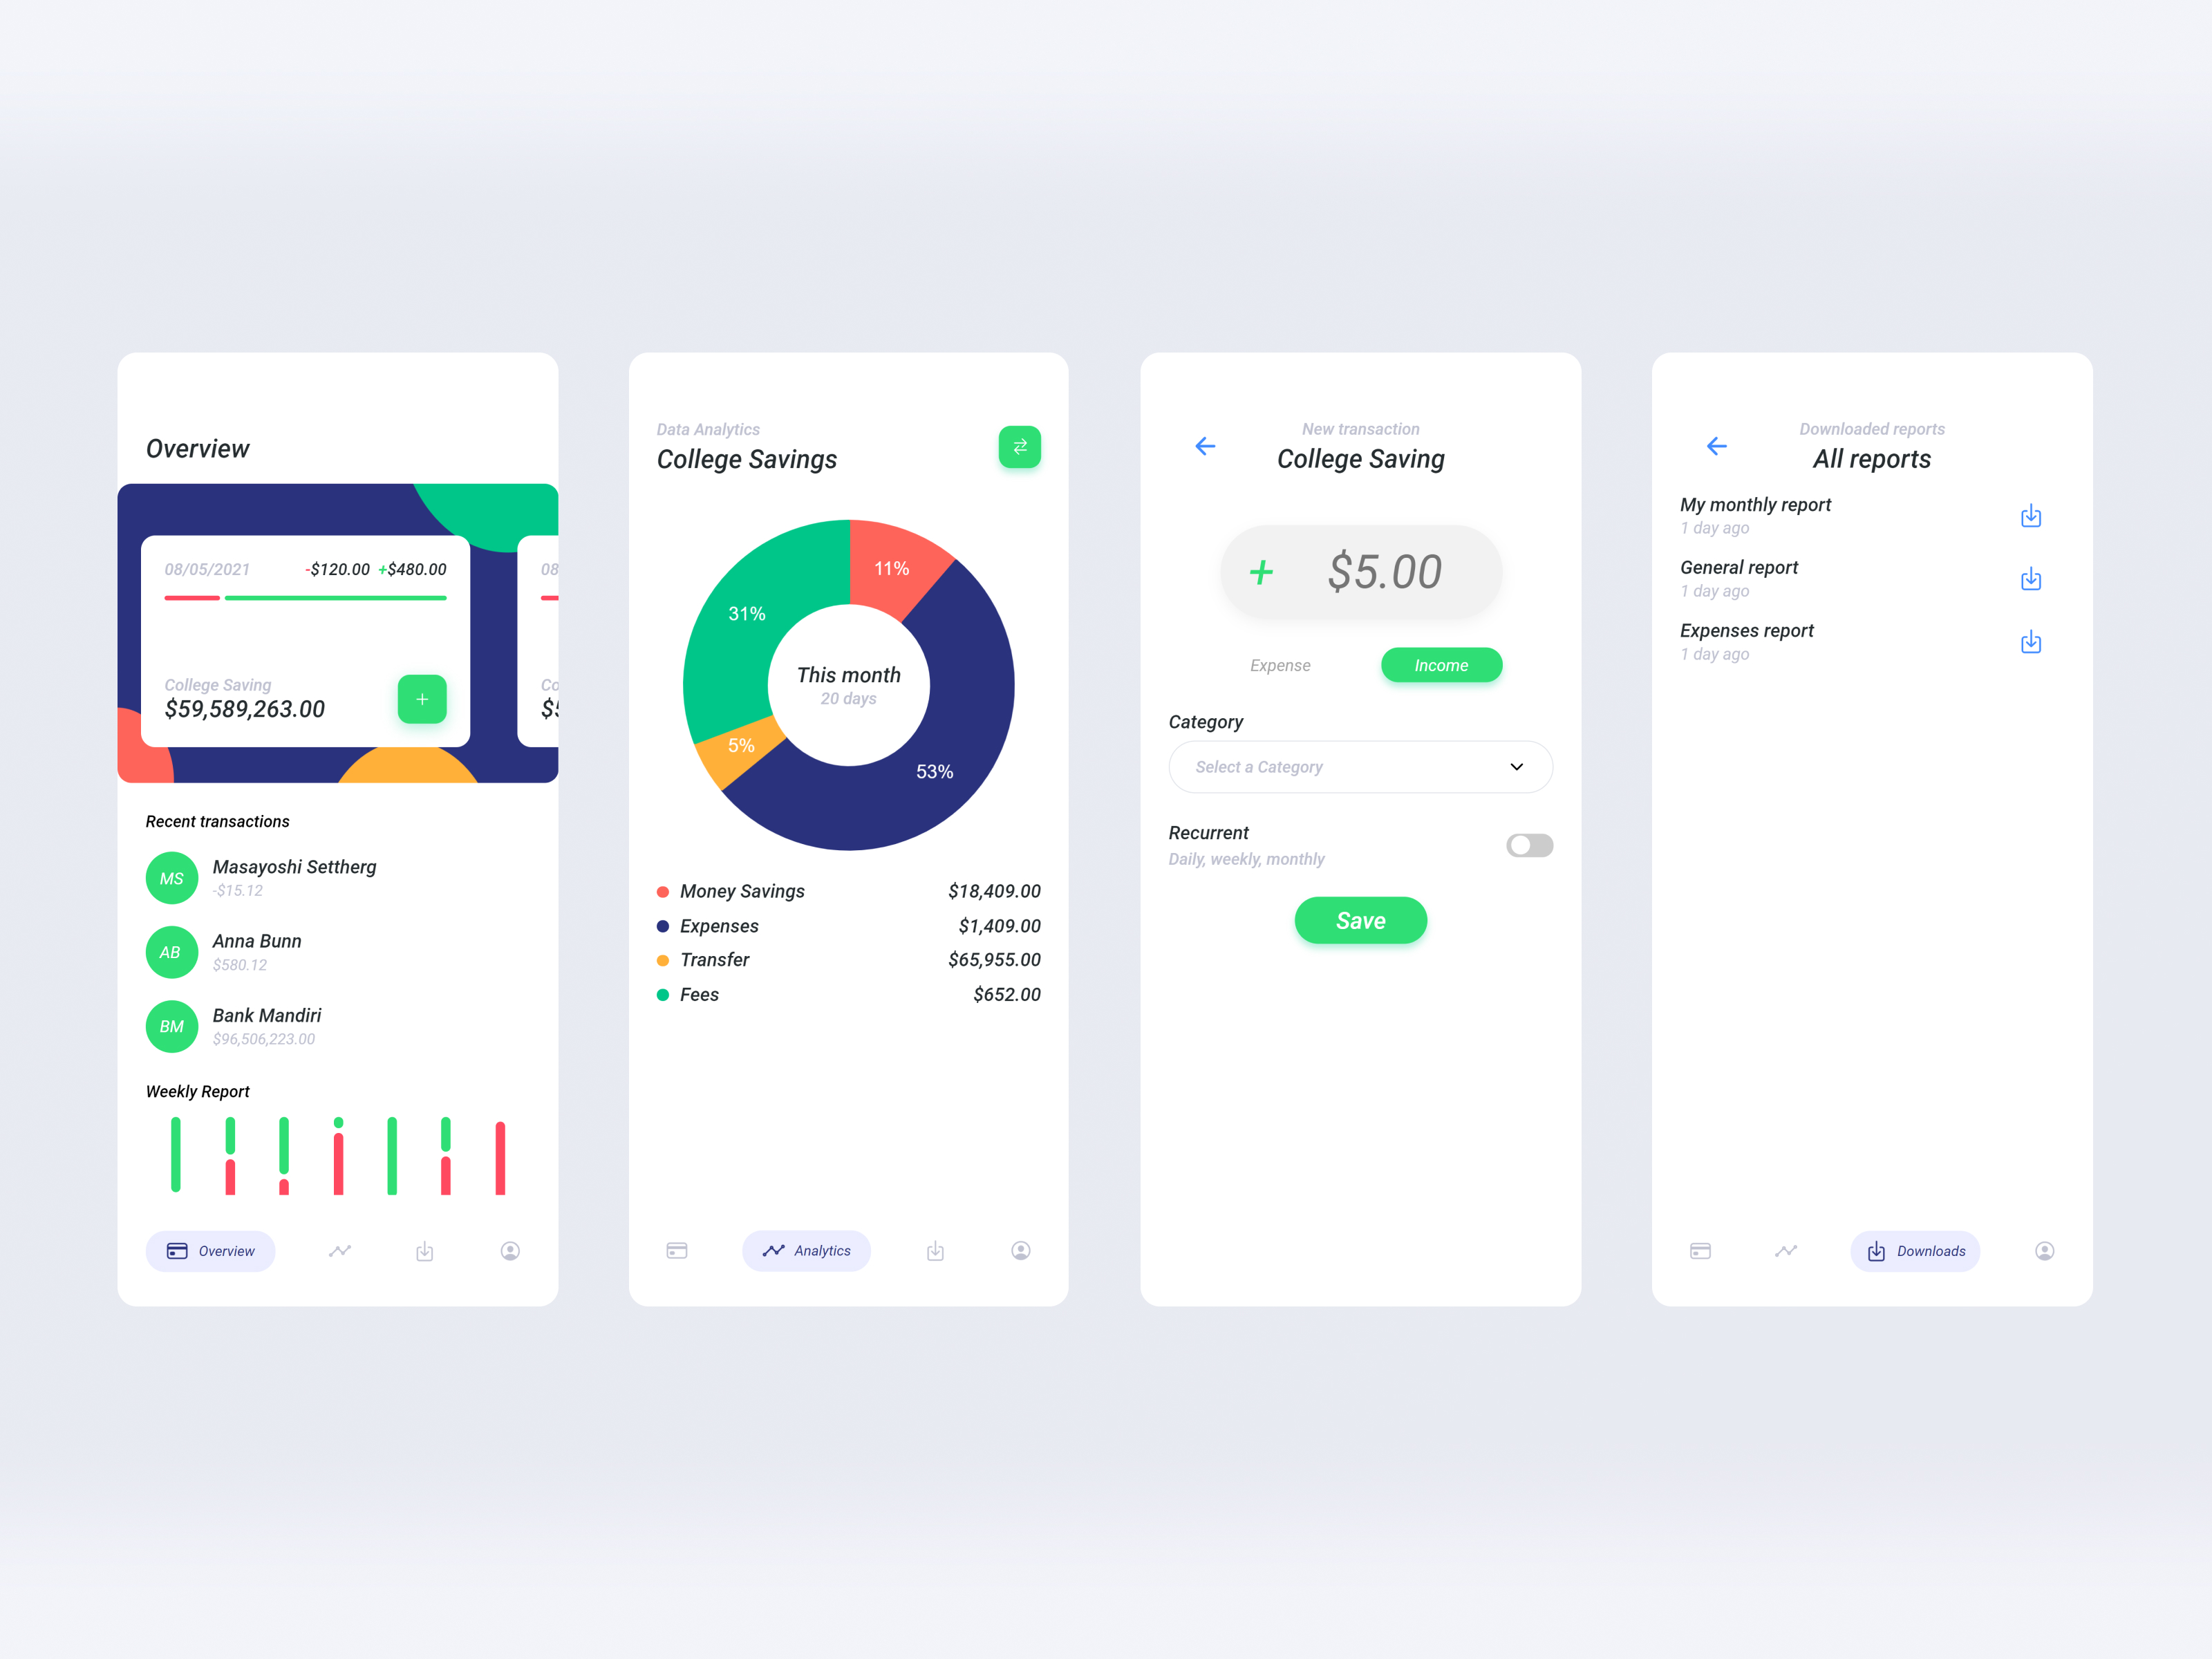 Overview
08/05/2021 -$120.00 +$480.00
College Saving
$59,589,263.00
08
Co
Recent transactions
MS
Masayoshi Settherg
-$15.12
AB
Anna Bunn
$580.12
BM
Bank Mandiri
$96,506,223.00
Weekly Report
Overview
Data Analytics
College Savings
11%
31%
This month
20 days
5%
53%
Money Savings $18,409.00
Expenses $1,409.00
Transfer $65,955.00
Fees $652.00
Analytics
New transaction
College Saving
+ $5.00
Expense Income
Category
Select a Category
Recurrent
Daily, weekly, monthly
Save
Downloaded reports
All reports
My monthly report
1 day ago
General report
1 day ago
Expenses report
1 day ago
Downloads